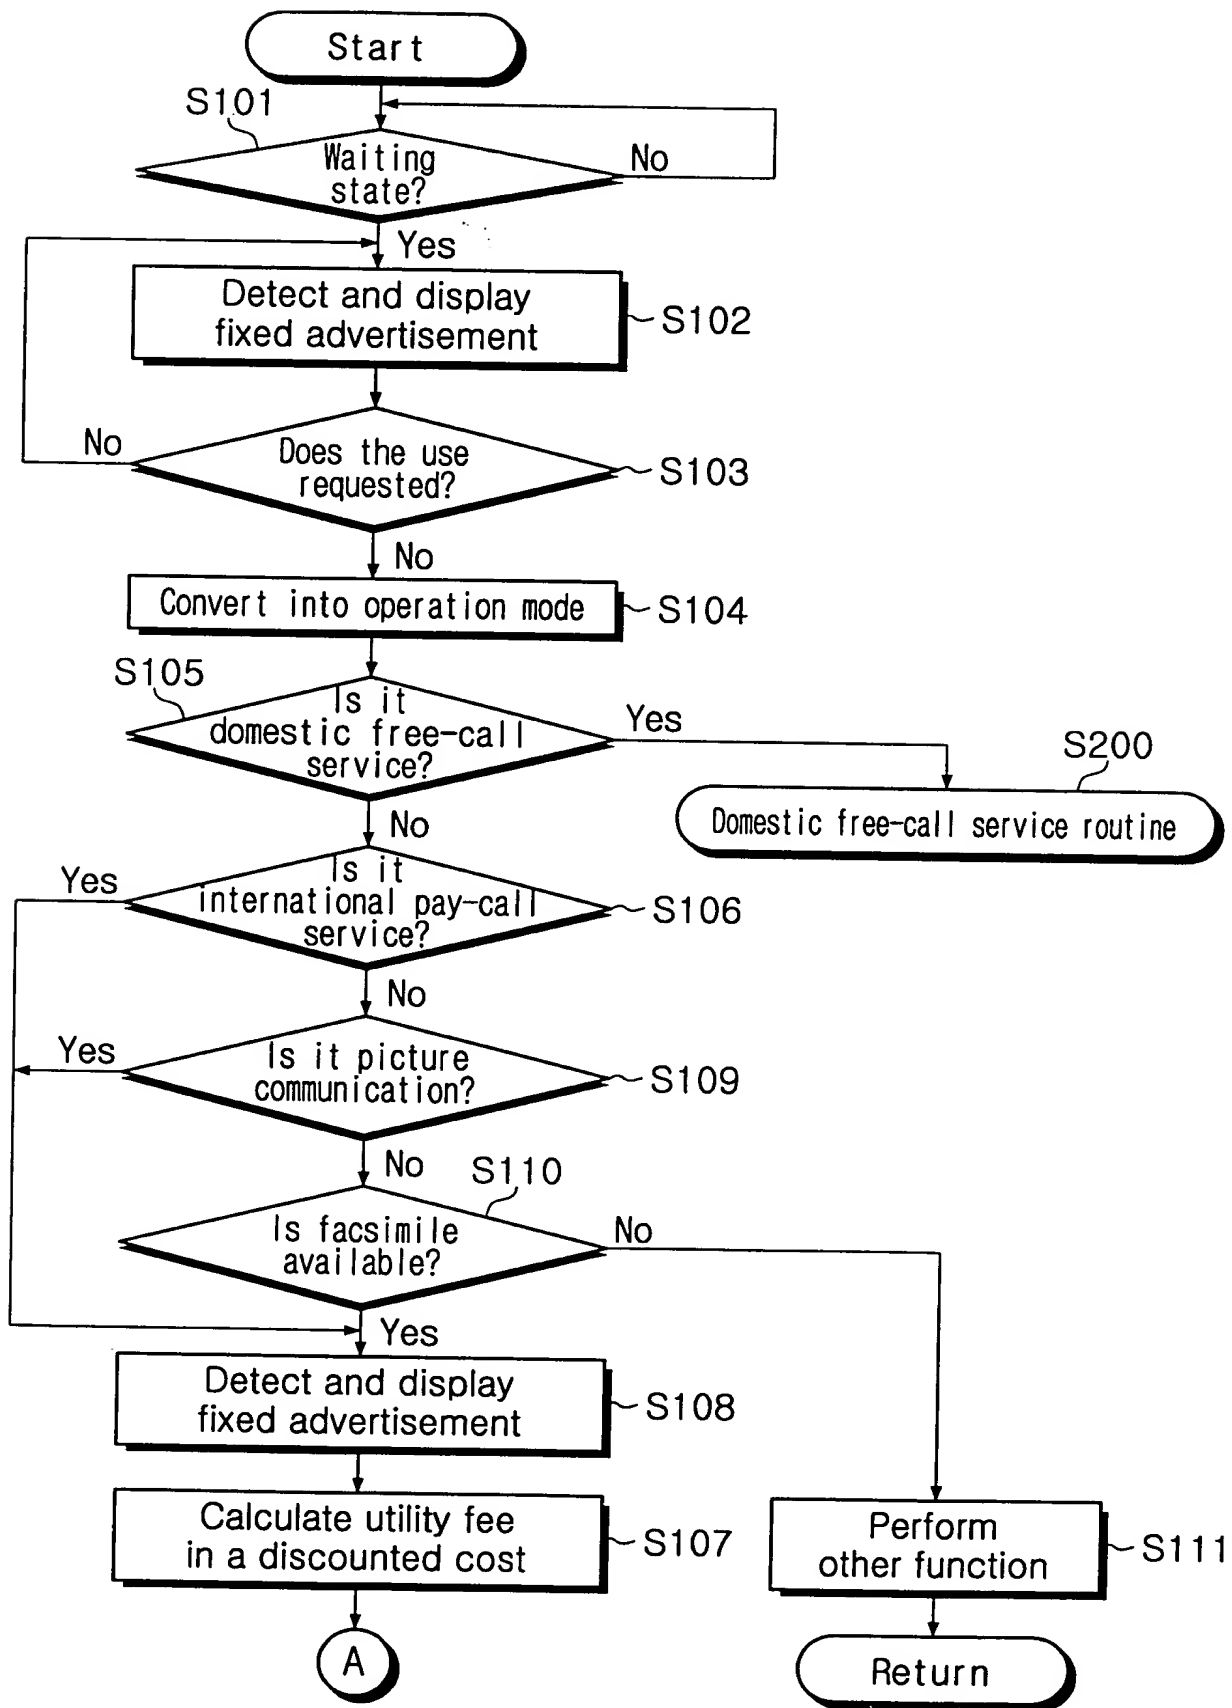 Start
S101
Waiting
state?
No
Yes
Detect and display
fixed advertisement
S102
No
Does the use
requested?
S103
No
Convert into operation mode
S104
S105
Is it
domestic free-call
service?
Yes
S200
Domestic free-call service routine
No
Yes
Is it
international pay-call
service?
S106
No
Yes
Is it picture
communication?
S109
No
S110
Is facsimile
available?
No
Yes
Detect and display
fixed advertisement
S108
Calculate utility fee
in a discounted cost
S107
Perform
other function
S111
A
Return